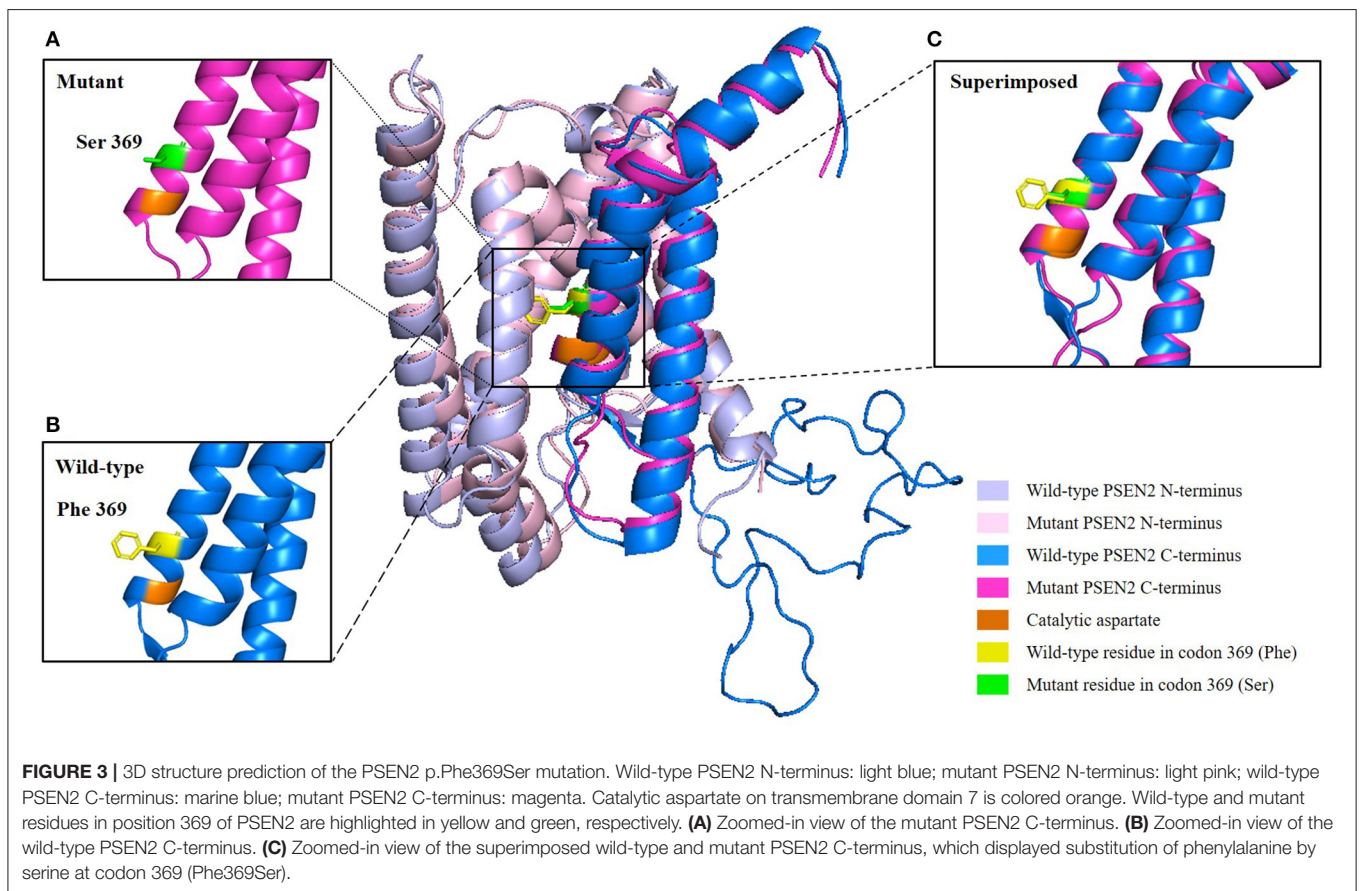 A
Mutant
Ser 369
B
Wild-type
Phe 369
C
Superimposed
Wild-type PSEN2 N-terminus
Mutant PSEN2 N-terminus
Wild-type PSEN2 C-terminus
Mutant PSEN2 C-terminus
Catalytic aspartate
Wild-type residue in codon 369 (Phe)
Mutant residue in codon 369 (Ser)
FIGURE 3 | 3D structure prediction of the PSEN2 p.Phe369Ser mutation. Wild-type PSEN2 N-terminus: light blue; mutant PSEN2 N-terminus: light pink; wild-type
PSEN2 C-terminus: marine blue; mutant PSEN2 C-terminus: magenta. Catalytic aspartate on transmembrane domain 7 is colored orange. Wild-type and mutant
residues in position 369 of PSEN2 are highlighted in yellow and green, respectively. (A) Zoomed-in view of the mutant PSEN2 C-terminus. (B) Zoomed-in view of the
wild-type PSEN2 C-terminus. (C) Zoomed-in view of the superimposed wild-type and mutant PSEN2 C-terminus, which displayed substitution of phenylalanine by
serine at codon 369 (Phe369Ser).